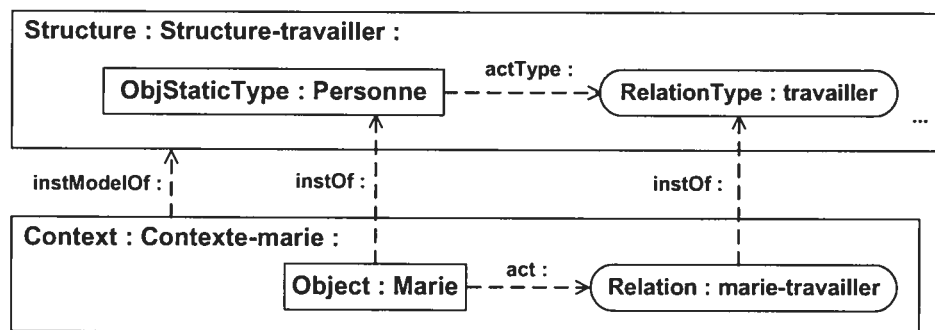 Structure : Structure-travailler :
actType :
ObjStaticType : Personne
RelationType : travailler
...
instModelOf :
instOf :
instOf :
Context : Contexte-marie :
act :
Object : Marie
Relation : marie-travailler